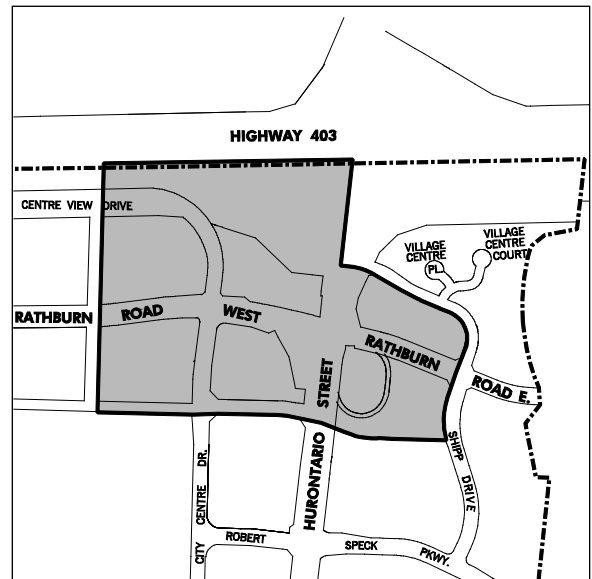 HIGHWAY 403
CENTRE VIEW DRIVE
VILLAGE
CENTRE
PL.
VILLAGE
CENTRE
COURT
RATHBURN ROAD WEST
RATHBURN
ROAD E.
HURONTARIO STREET
SHIPP DRIVE
CITY CENTRE DR.
ROBERT SPECK PKWY.